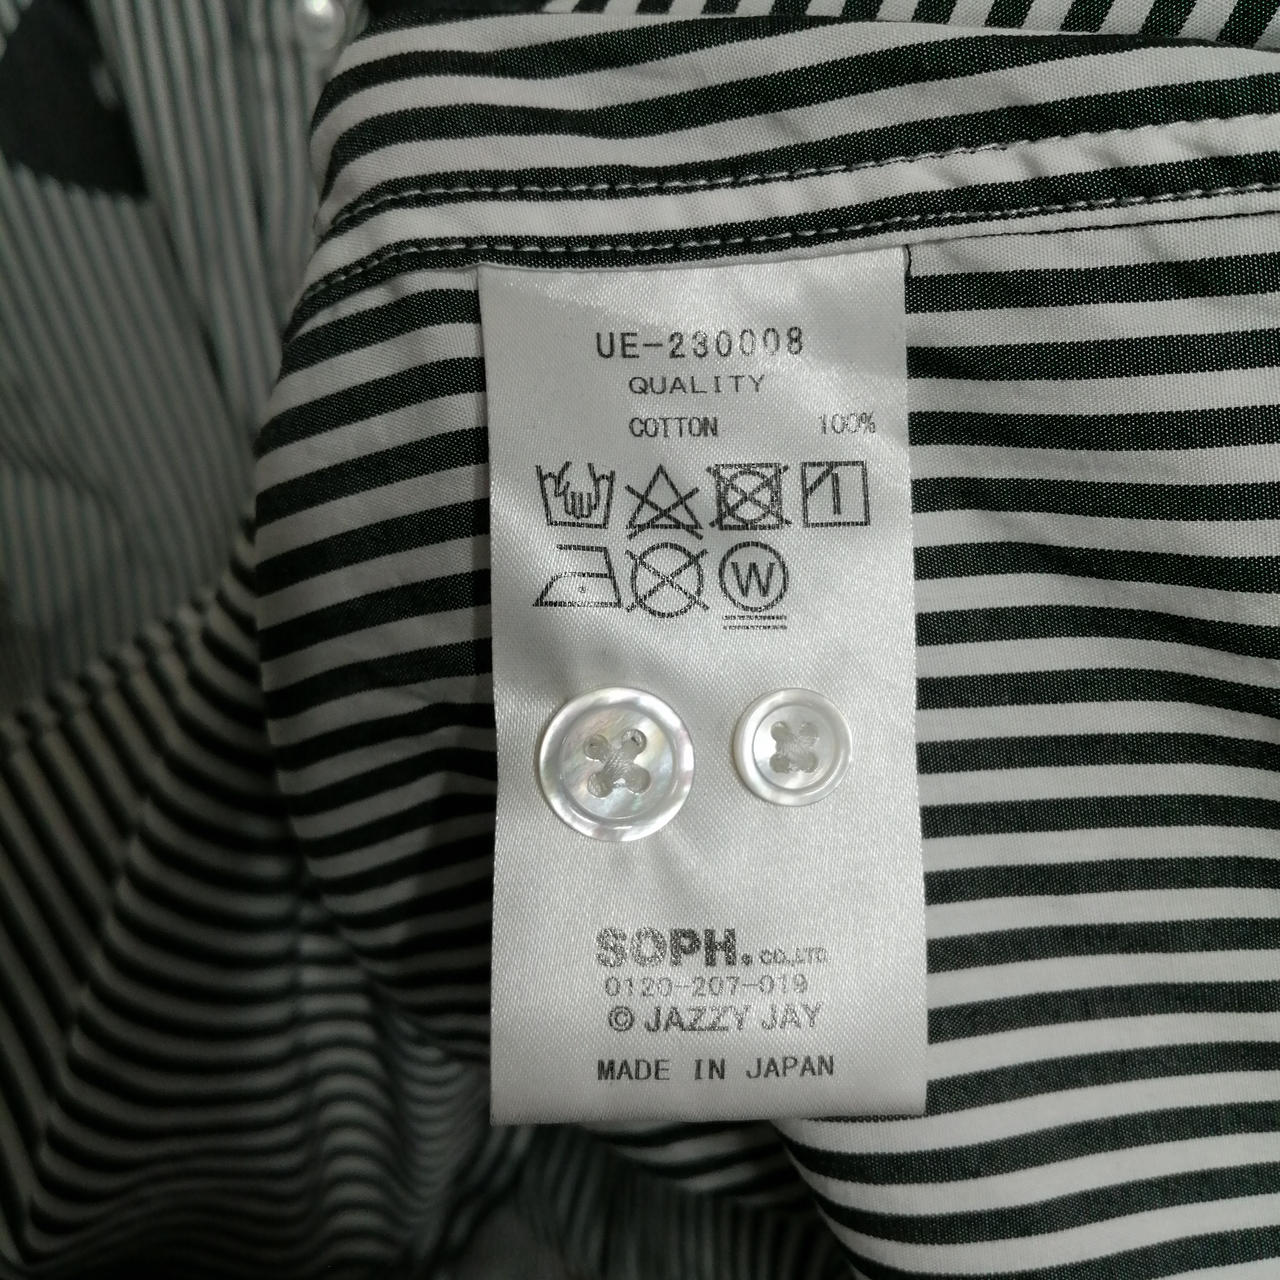 UE-230008
QUALITY
COTTON 100%
W
SOPH. CO.,LTD.
0120-207-019
© JAZZY JAY
MADE IN JAPAN